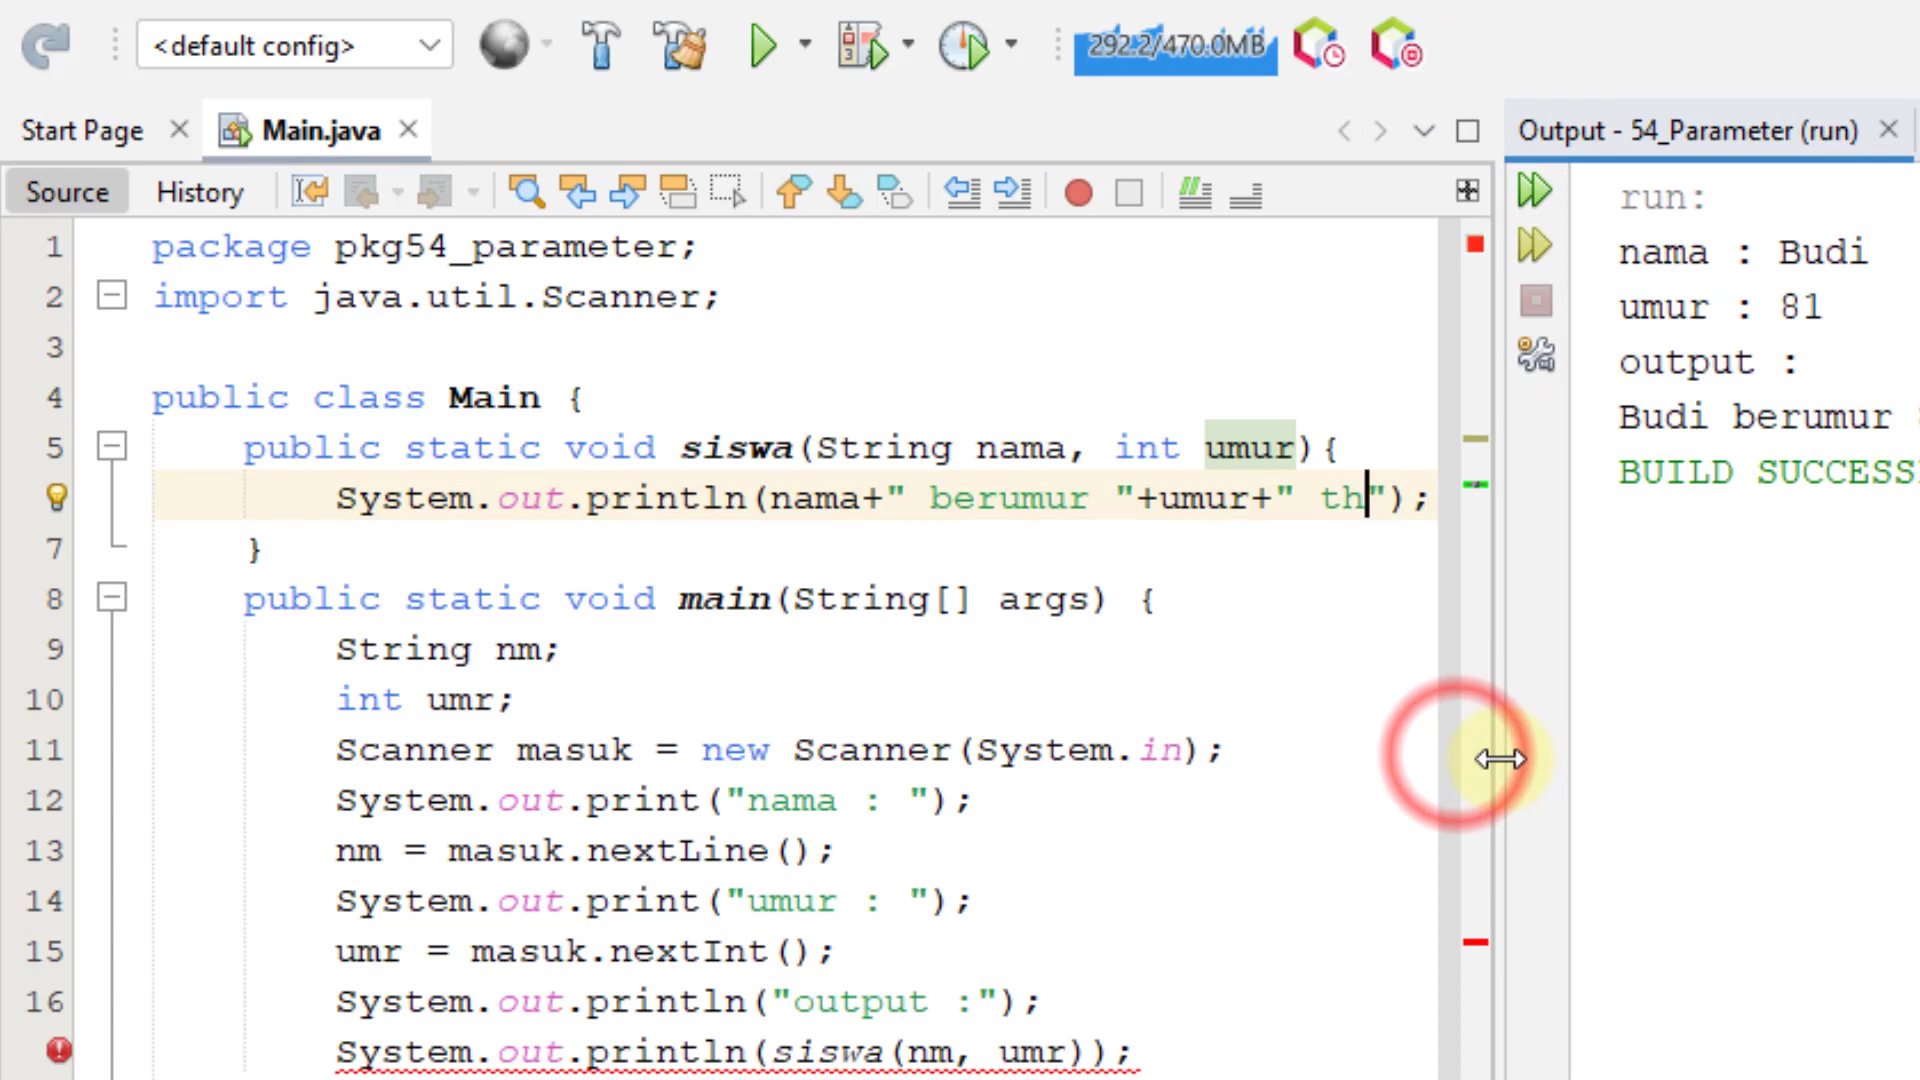 <default config>
292.2/470.0MB
Start Page
Main.java
Output - 54_Parameter (run)
Source
History
1 package pkg54_parameter;
2 import java.util.Scanner;
3
4 public class Main {
5 public static void siswa(String nama, int umur){
System.out.println(nama+" berumur "+umur+" th");
7 }
8 public static void main(String[] args) {
9 String nm;
10 int umr;
11 Scanner masuk = new Scanner(System.in);
12 System.out.print("nama : ");
13 nm = masuk.nextLine();
14 System.out.print("umur : ");
15 umr = masuk.nextInt();
16 System.out.println("output :");
System.out.println(siswa(nm, umr));
run:
nama : Budi
umur : 81
output :
Budi berumur
BUILD SUCCESS